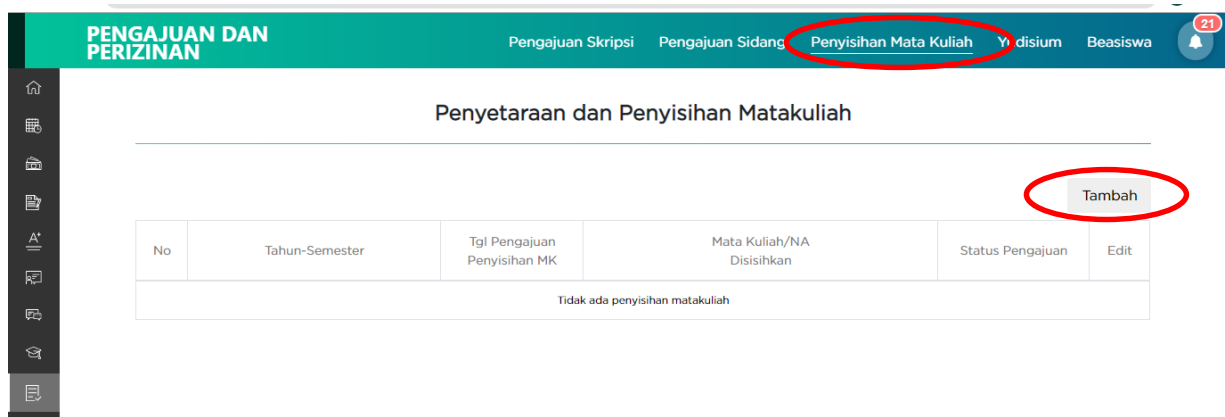 PENGAJUAN DAN
PERIZINAN
Pengajuan Skripsi Pengajuan Sidang Penyisihan Mata Kuliah Yudisium Beasiswa
21
Penyetaraan dan Penyisihan Matakuliah
Tambah
No Tahun-Semester Tgl Pengajuan Penyisihan MK Mata Kuliah/NA Disisihkan Status Pengajuan Edit
Tidak ada penyisihan matakuliah